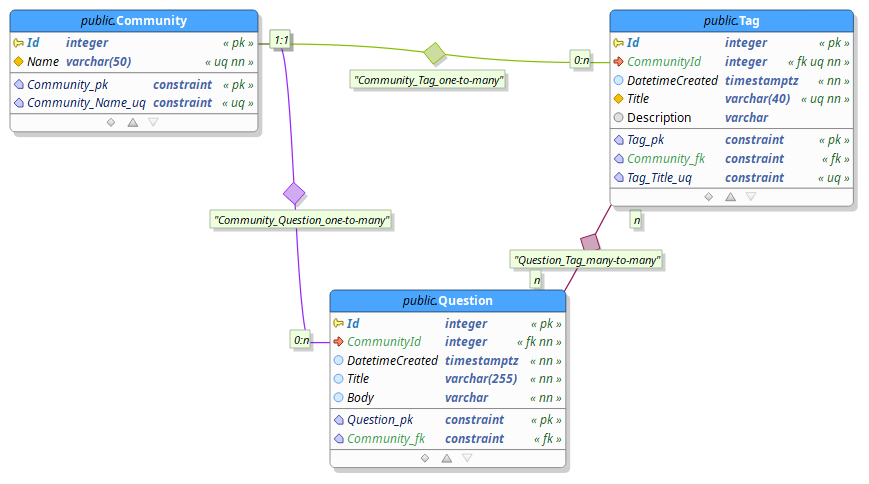 public.Community
Id integer « pk »
Name varchar(50) « uq nn »
Community_pk constraint « pk »
Community_Name_uq constraint « uq »
1:1
"Community_Tag_one-to-many"
0:n
public.Tag
Id integer « pk »
CommunityId integer « fk uq nn »
DatetimeCreated timestamptz « nn »
Title varchar(40) « uq nn »
Description varchar
Tag_pk constraint « pk »
Community_fk constraint « fk »
Tag_Title_uq constraint « uq »
"Community_Question_one-to-many"
n
"Question_Tag_many-to-many"
n
0:n
public.Question
Id integer « pk »
CommunityId integer « fk nn »
DatetimeCreated timestamptz « nn »
Title varchar(255) « nn »
Body varchar « nn »
Question_pk constraint « pk »
Community_fk constraint « fk »